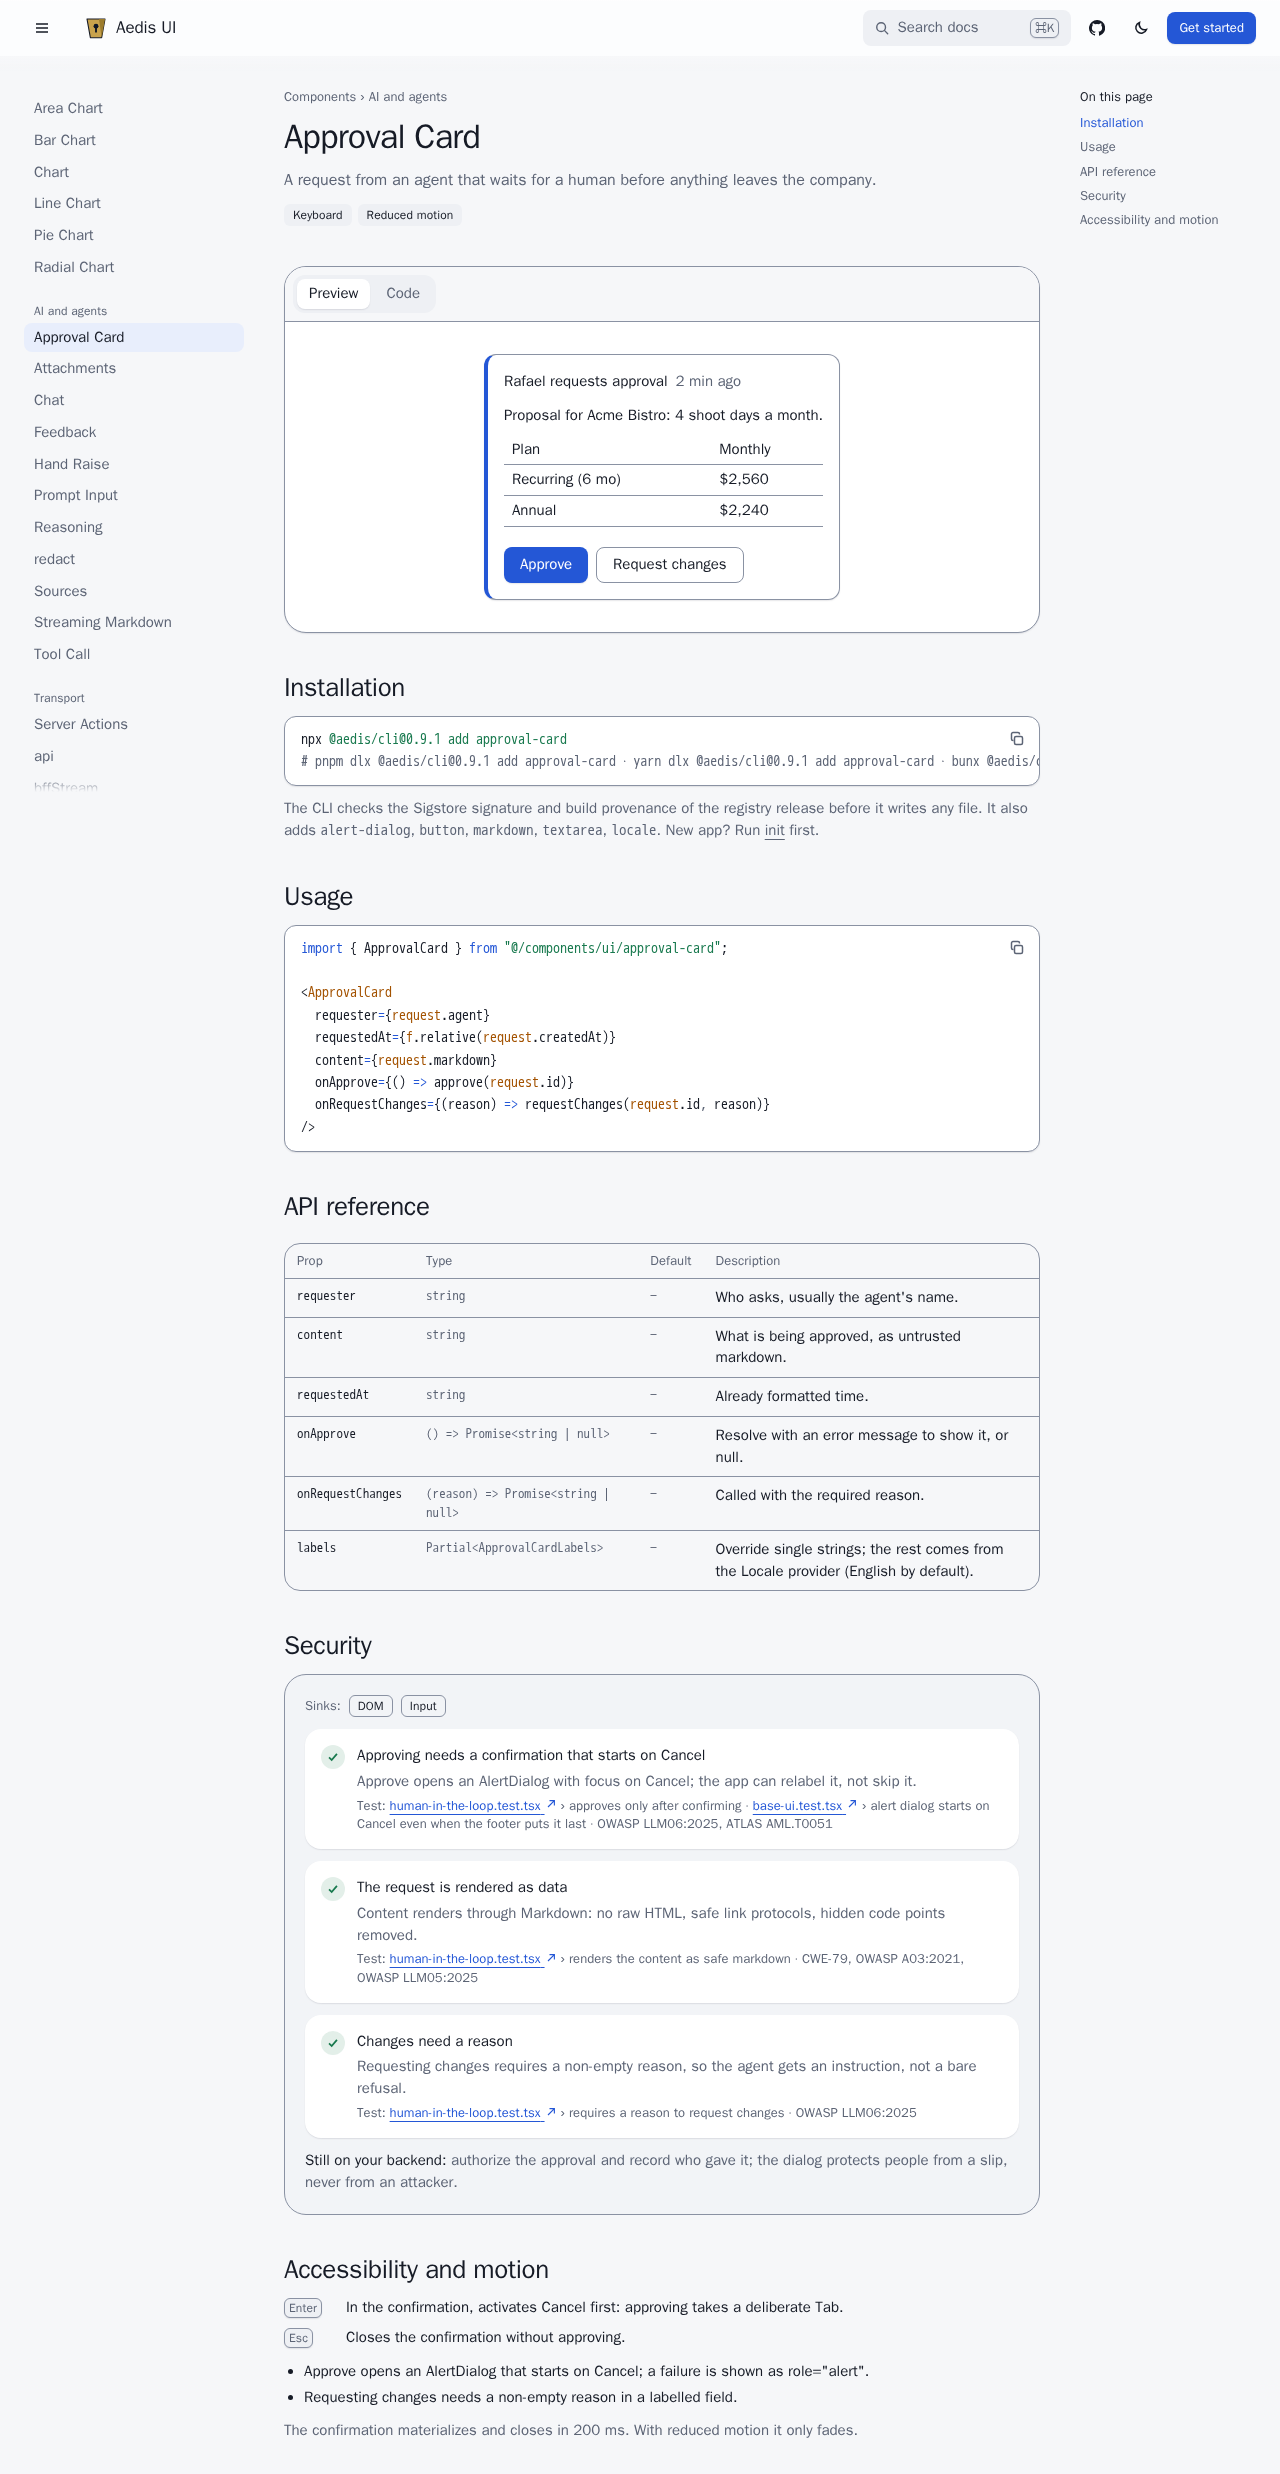 Aedis UI
Search docs
⌘K
Get started
Area Chart
Bar Chart
Chart
Line Chart
Pie Chart
Radial Chart
AI and agents
Approval Card
Attachments
Chat
Feedback
Hand Raise
Prompt Input
Reasoning
redact
Sources
Streaming Markdown
Tool Call
Transport
Server Actions
api
bffStream
Components › AI and agents
Approval Card
A request from an agent that waits for a human before anything leaves the company.
Keyboard
Reduced motion
On this page
Installation
Usage
API reference
Security
Accessibility and motion
Preview
Code
Rafael requests approval 2 min ago
Proposal for Acme Bistro: 4 shoot days a month.
Plan Monthly
Recurring (6 mo) $2,560
Annual $2,240
Approve
Request changes
Installation
npx @aedis/cli@0.9.1 add approval-card
# pnpm dlx @aedis/cli@0.9.1 add approval-card · yarn dlx @aedis/cli@0.9.1 add approval-card · bunx @aedis/c
The CLI checks the Sigstore signature and build provenance of the registry release before it writes any file. It also
adds alert-dialog, button, markdown, textarea, locale. New app? Run init first.
Usage
import { ApprovalCard } from "@/components/ui/approval-card";
<ApprovalCard
requester={request.agent}
requestedAt={f.relative(request.createdAt)}
content={request.markdown}
onApprove={() => approve(request.id)}
onRequestChanges={(reason) => requestChanges(request.id, reason)}
/>
API reference
Prop Type Default Description
requester string — Who asks, usually the agent's name.
content string — What is being approved, as untrusted
markdown.
requestedAt string — Already formatted time.
onApprove () => Promise<string | null> — Resolve with an error message to show it, or
null.
onRequestChanges (reason) => Promise<string | — Called with the required reason.
null>
labels Partial<ApprovalCardLabels> — Override single strings; the rest comes from
the Locale provider (English by default).
Security
Sinks: DOM Input
Approving needs a confirmation that starts on Cancel
Approve opens an AlertDialog with focus on Cancel; the app can relabel it, not skip it.
Test: human-in-the-loop.test.tsx ↗ › approves only after confirming · base-ui.test.tsx ↗ › alert dialog starts on
Cancel even when the footer puts it last · OWASP LLM06:2025, ATLAS AML.T0051
The request is rendered as data
Content renders through Markdown: no raw HTML, safe link protocols, hidden code points
removed.
Test: human-in-the-loop.test.tsx ↗ › renders the content as safe markdown · CWE-79, OWASP A03:2021,
OWASP LLM05:2025
Changes need a reason
Requesting changes requires a non-empty reason, so the agent gets an instruction, not a bare
refusal.
Test: human-in-the-loop.test.tsx ↗ › requires a reason to request changes · OWASP LLM06:2025
Still on your backend: authorize the approval and record who gave it; the dialog protects people from a slip,
never from an attacker.
Accessibility and motion
Enter In the confirmation, activates Cancel first: approving takes a deliberate Tab.
Esc Closes the confirmation without approving.
• Approve opens an AlertDialog that starts on Cancel; a failure is shown as role="alert".
• Requesting changes needs a non-empty reason in a labelled field.
The confirmation materializes and closes in 200 ms. With reduced motion it only fades.